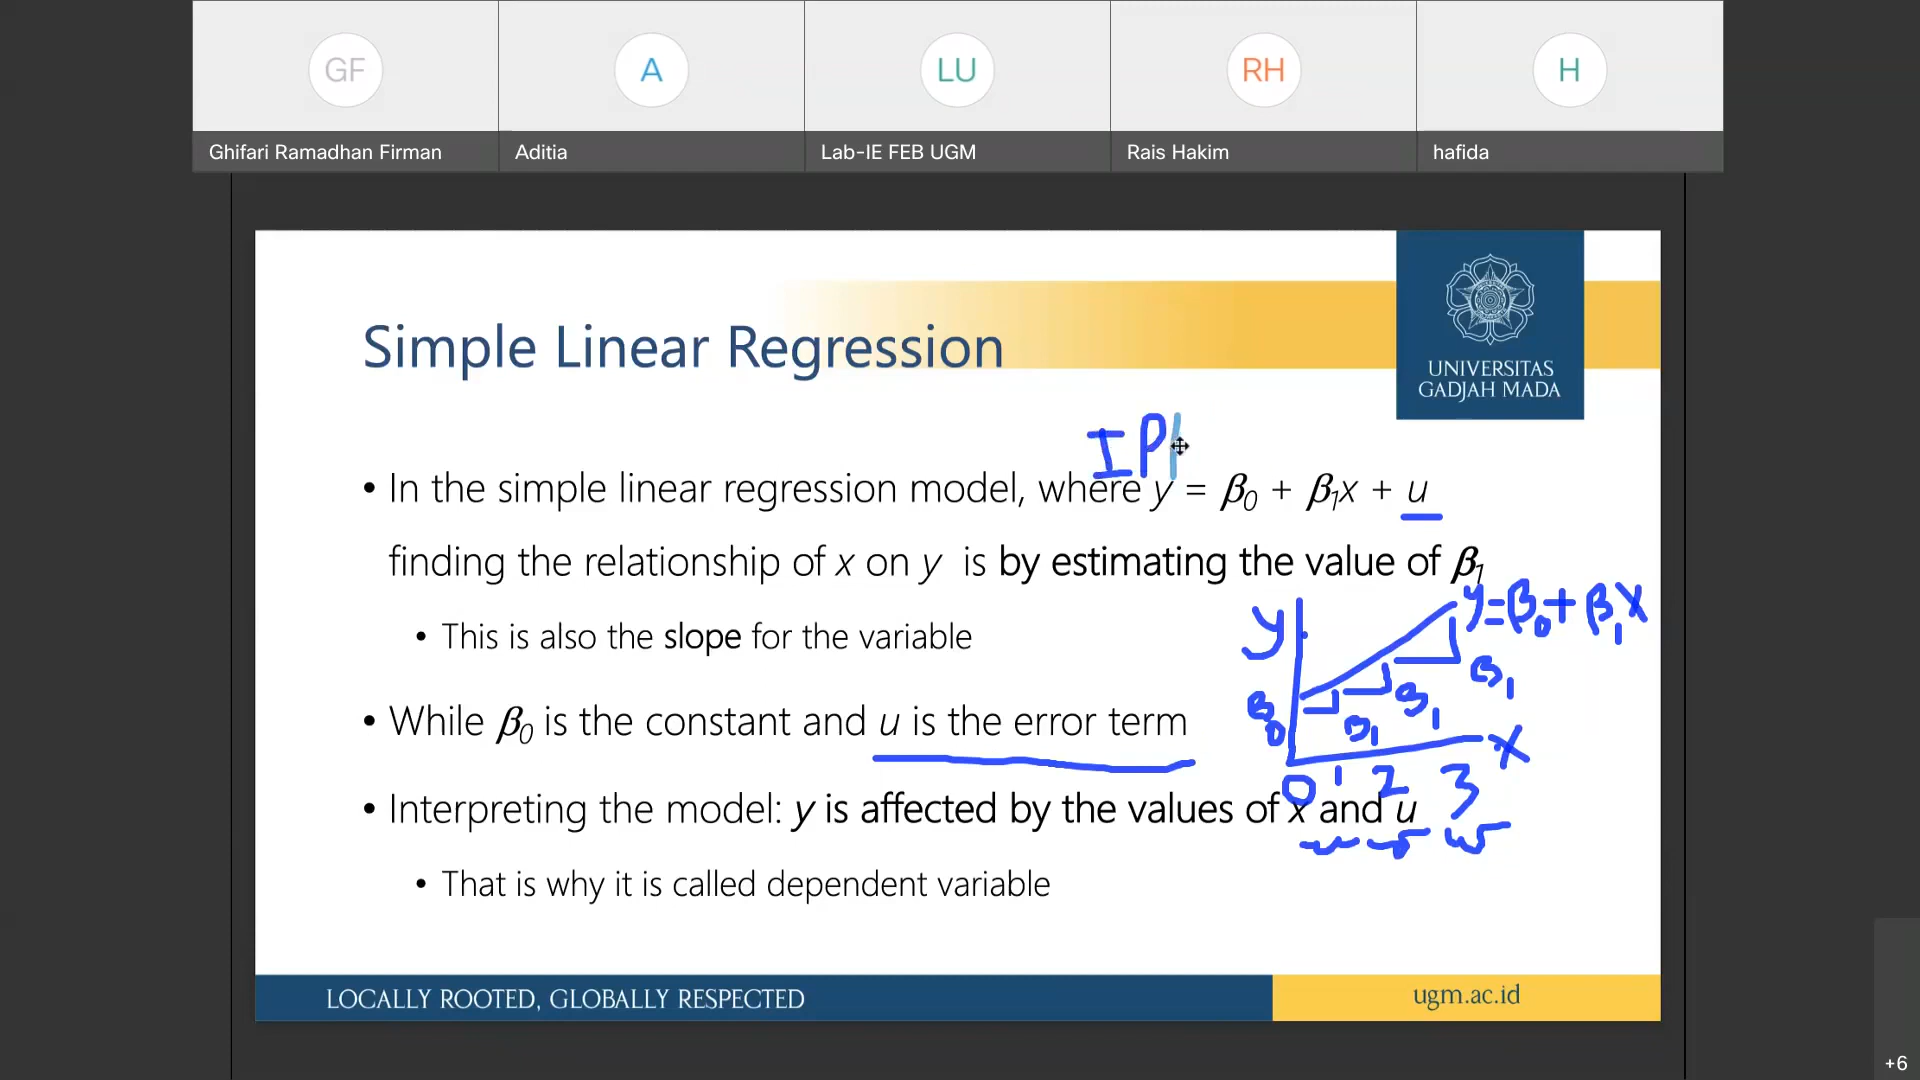 GF A LU RH H
Ghifari Ramadhan Firman Aditia Lab-IE FEB UGM Rais Hakim hafida
UNIVERSITAS
GADJAH MADA
Simple Linear Regression
IP
• In the simple linear regression model, where y = β0 + β1x + u
finding the relationship of x on y is by estimating the value of β1
y=β0+β1X
• This is also the slope for the variable
y
β1
β0 β1 β1
• While β0 is the constant and u is the error term
X
0 1 2 3
• Interpreting the model: y is affected by the values of x and u
• That is why it is called dependent variable
LOCALLY ROOTED, GLOBALLY RESPECTED
ugm.ac.id
+6